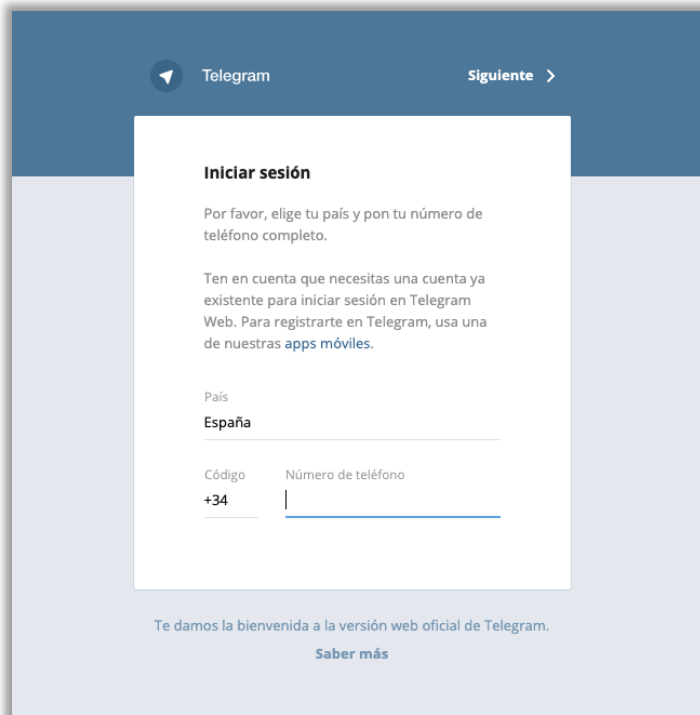 Telegram
Siguiente
Iniciar sesión
Por favor, elige tu país y pon tu número de
teléfono completo.
Ten en cuenta que necesitas una cuenta ya
existente para iniciar sesión en Telegram
Web. Para registrarte en Telegram, usa una
de nuestras apps móviles.
País
España
Código
Número de teléfono
+34
Te damos la bienvenida a la versión web oficial de Telegram.
Saber más